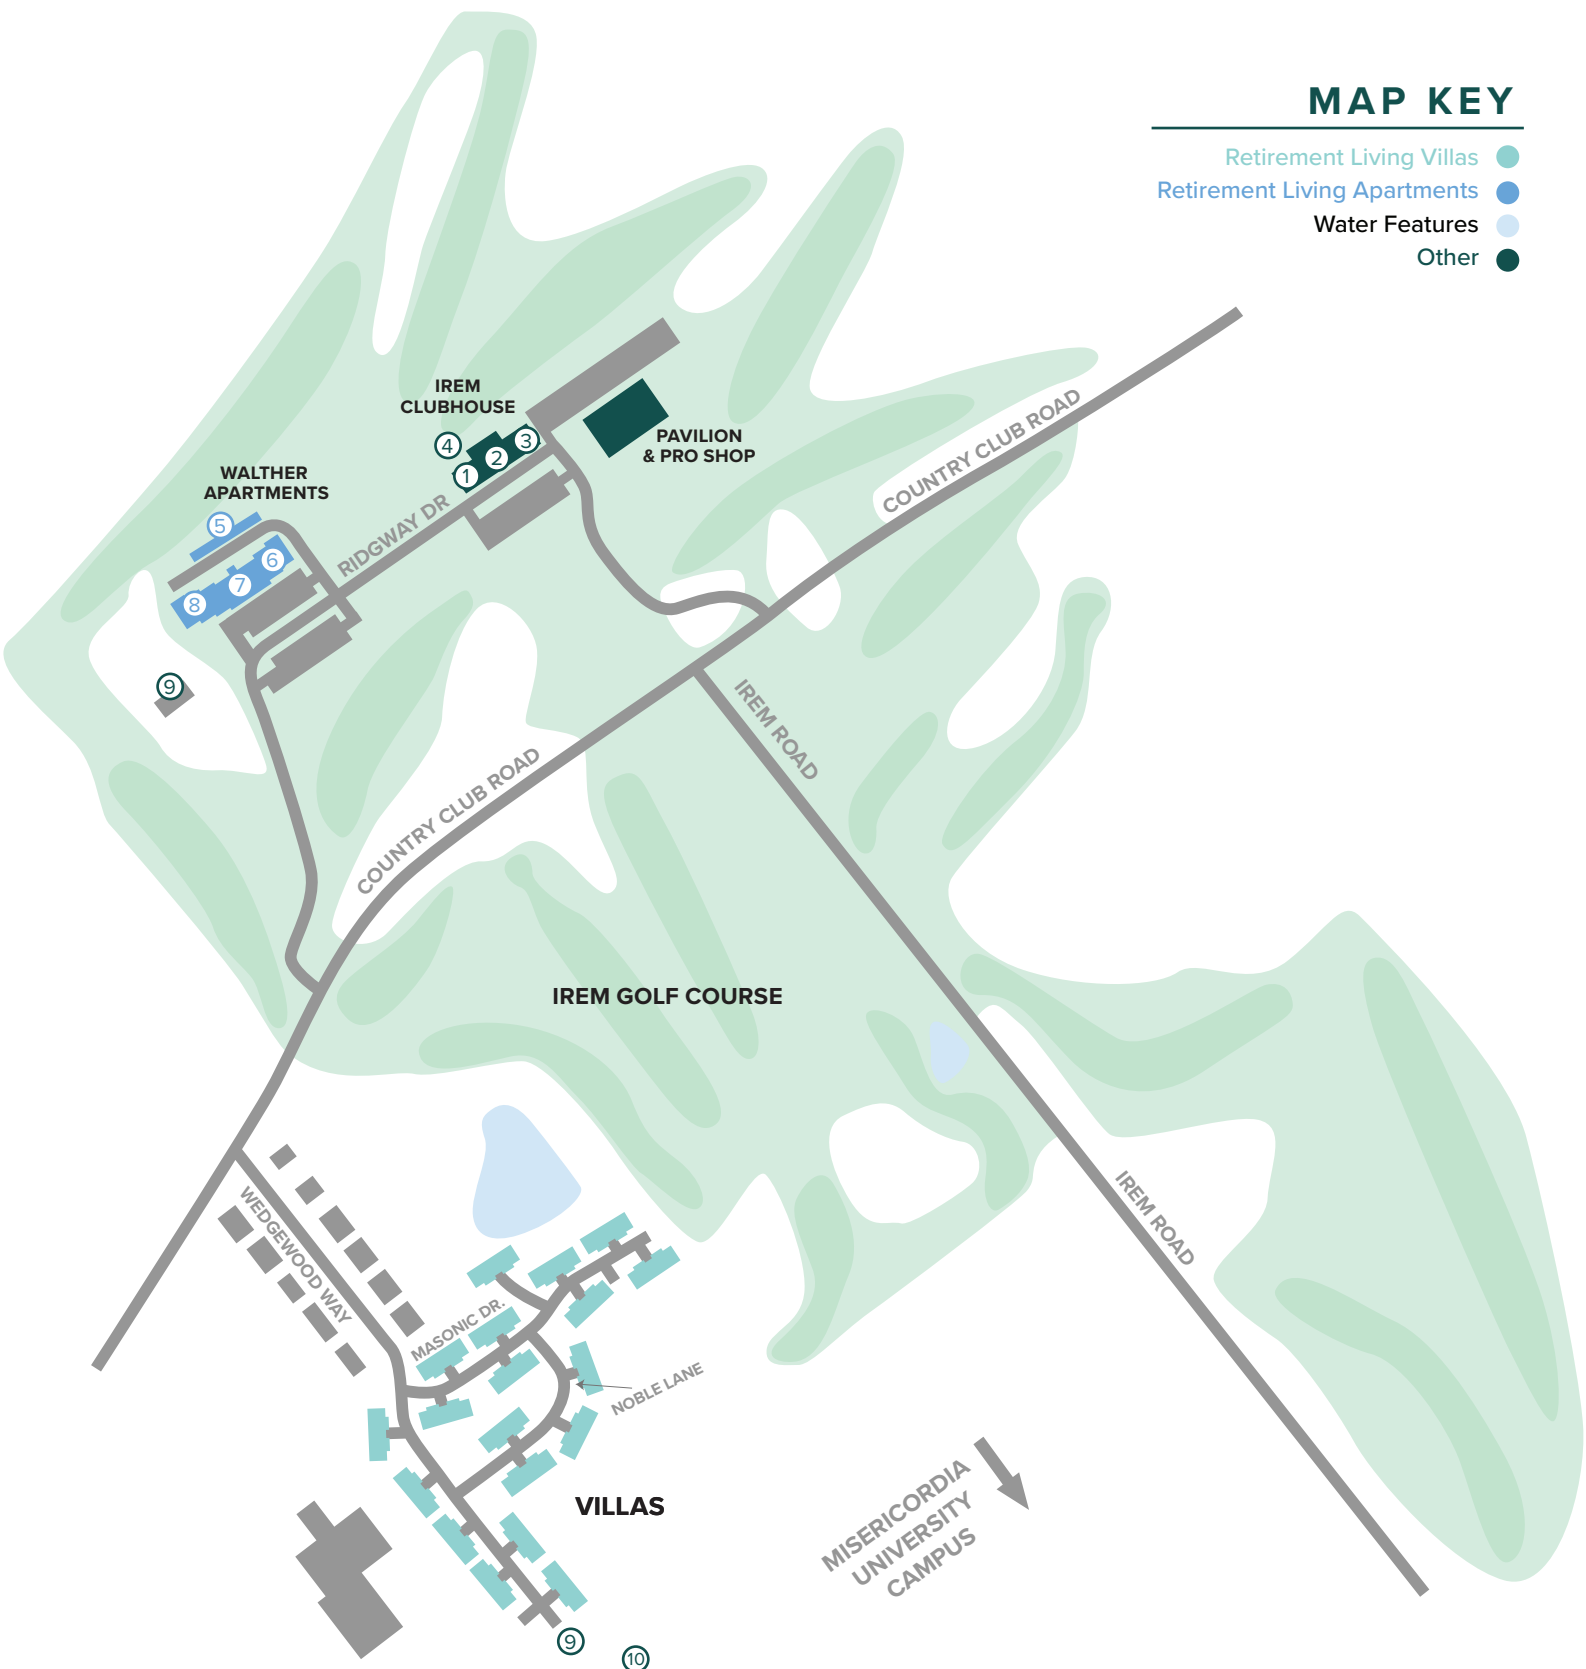 MAP KEY
Retirement Living Villas
Retirement Living Apartments
Water Features
Other
IREM
CLUBHOUSE
4
3
2
1
PAVILION
& PRO SHOP
COUNTRY CLUB ROAD
WALTHER
APARTMENTS
RIDGWAY DR
5
6
7
8
9
IREM ROAD
COUNTRY CLUB ROAD
IREM GOLF COURSE
IREM ROAD
WEDGEWOOD WAY
MASONIC DR.
NOBLE LANE
VILLAS
MISERICORDIA
UNIVERSITY
CAMPUS
9
10